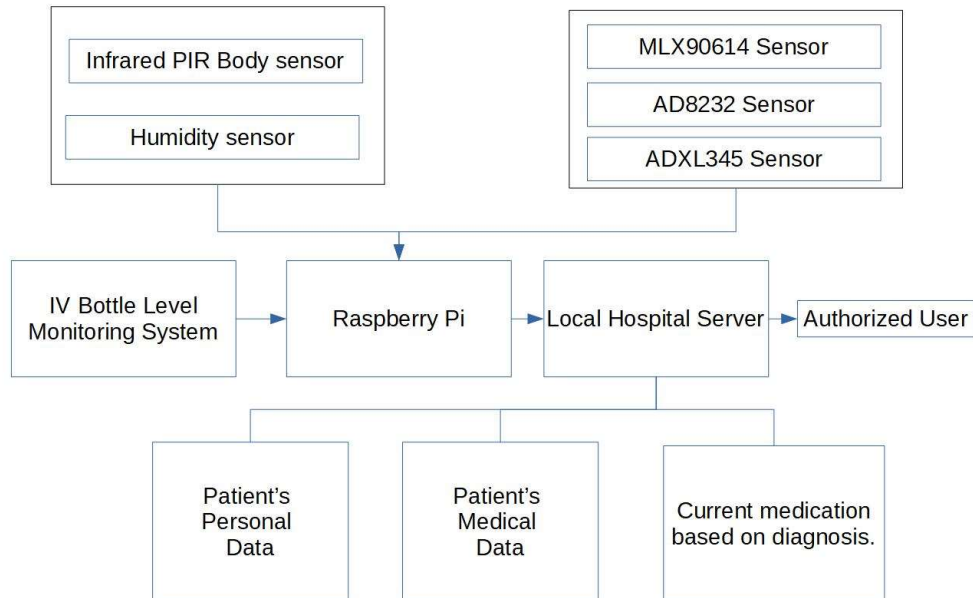 Infrared PIR Body sensor
Humidity sensor
MLX90614 Sensor
AD8232 Sensor
ADXL345 Sensor
IV Bottle Level
Monitoring System
Raspberry Pi
Local Hospital Server
Authorized User
Patient’s
Personal
Data
Patient’s
Medical
Data
Current medication
based on diagnosis.